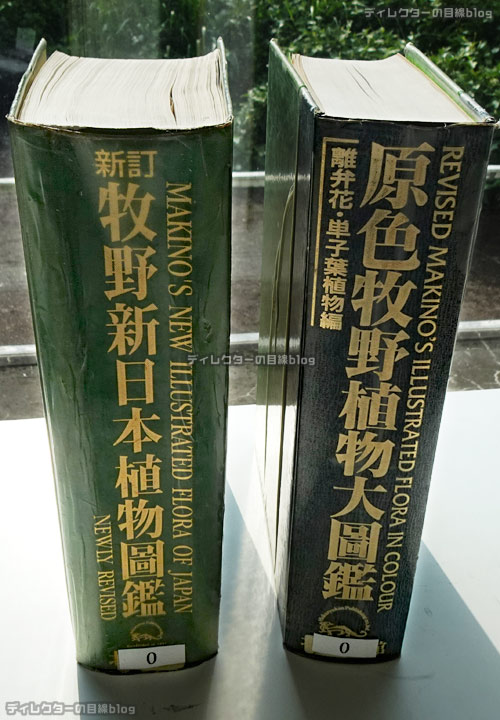 ディレクターの目線blog
新訂
牧野新日本植物圖鑑
MAKINO'S NEW ILLUSTRATED FLORA OF JAPAN
NEWLY REVISED
0
離弁花・単子葉植物編
原色牧野植物大圖鑑
REVISED MAKINO'S ILLUSTRATED FLORA IN COLOUR
0
ディレクターの目線blog
ディレクターの目線blog